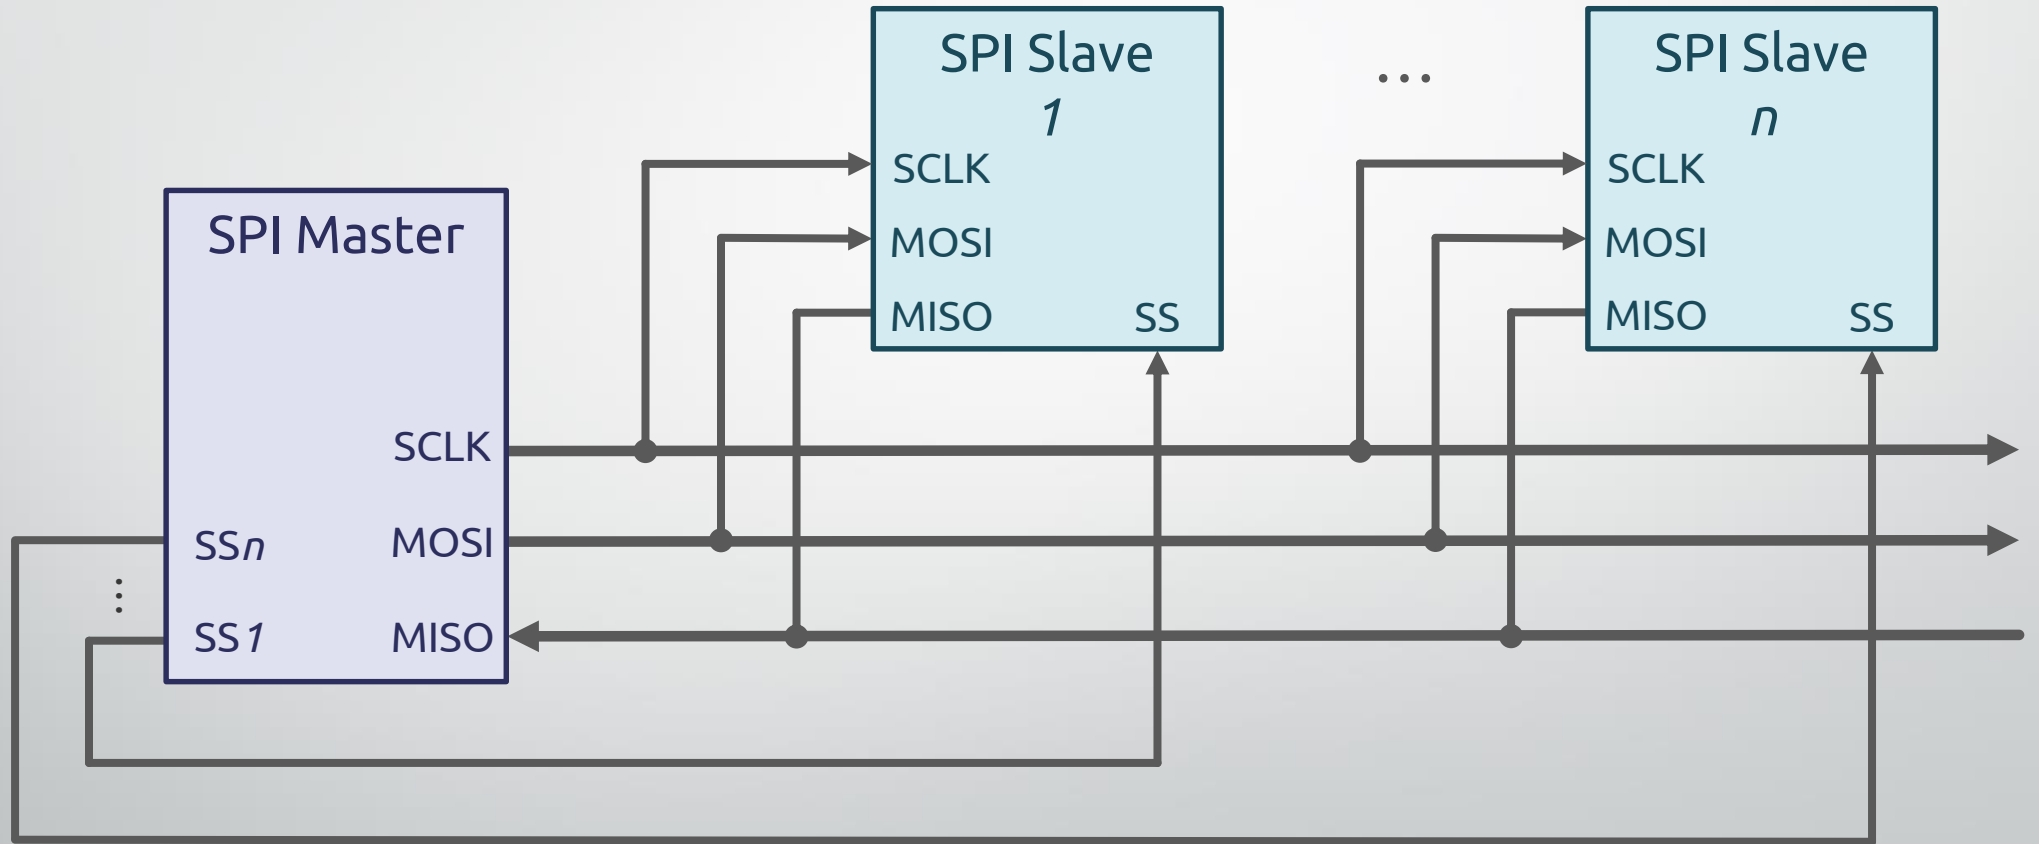 SPI Slave
1
SCLK
MOSI
MISO SS
...
SPI Slave
n
SCLK
MOSI
MISO SS
SPI Master
SCLK
SSn MOSI
⋮
SS1 MISO